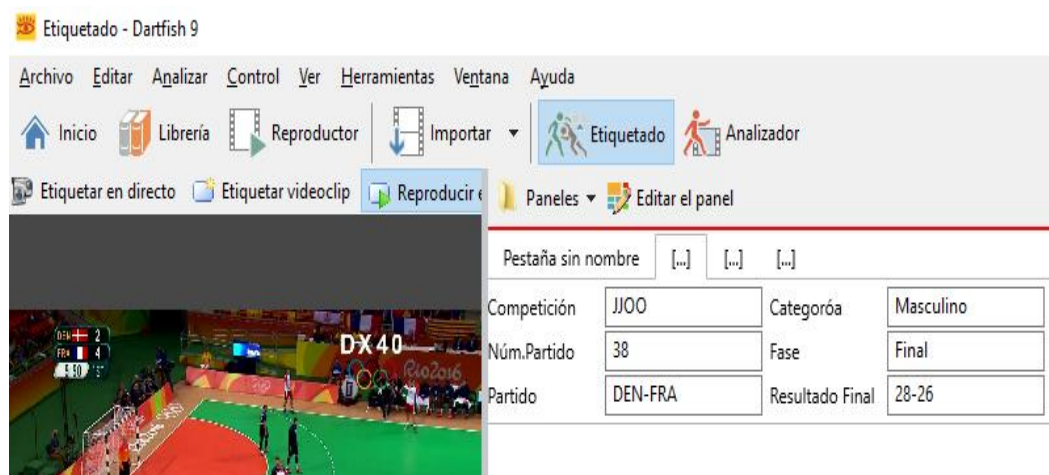 Etiquetado - Dartfish 9
Archivo Editar Analizar Control Ver Herramientas Ventana Ayuda
Inicio Librería Reproductor Importar Etiquetado Analizador
Etiquetar en directo Etiquetar videoclip Reproducir e Paneles Editar el panel
Pestaña sin nombre [...] [...] [...]
Competición JJOO Categoróa Masculino
Núm.Partido 38 Fase Final
Partido DEN-FRA Resultado Final 28-26
DEN 2
FRA 4
DX40
Rio2016